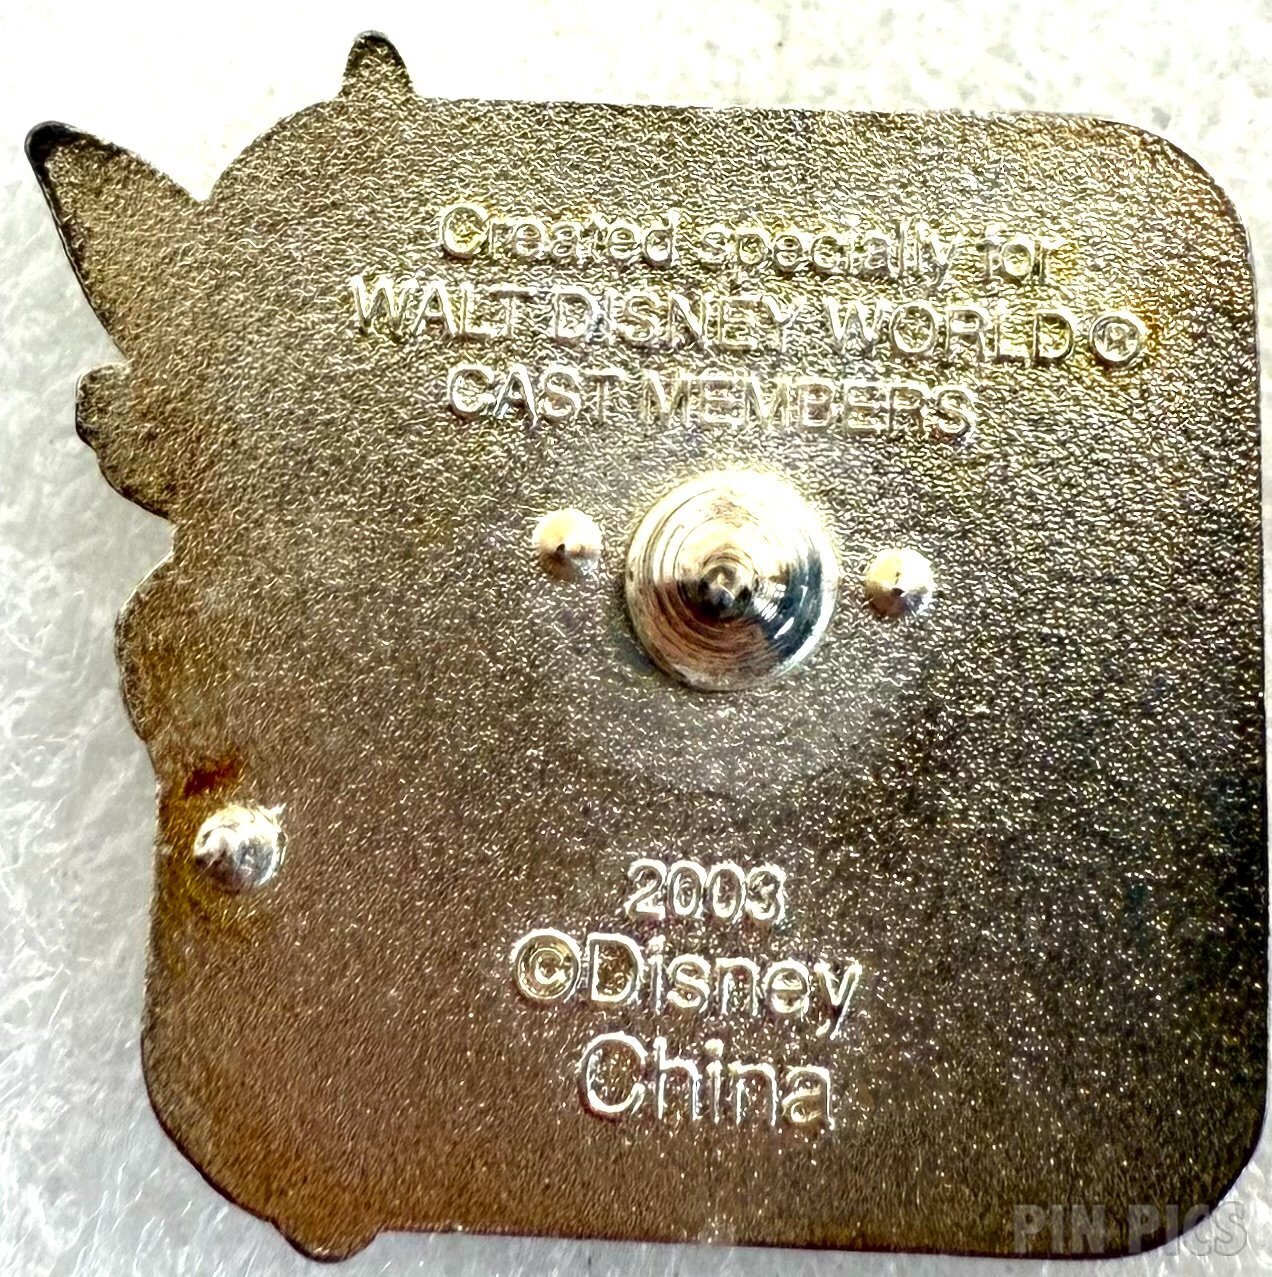 Created specially for
WALT DISNEY WORLD®
CAST MEMBERS
2003
©Disney
China
PIN PICS